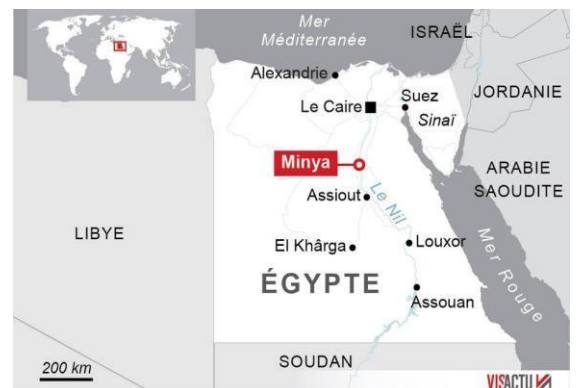 Mer
Méditerranée
ISRAËL
Alexandrie
Le Caire
Suez
Sinaï
JORDANIE
Minya
ARABIE
SAOUDITE
Assiout
Le Nil
LIBYE
El Khârga
Louxor
Mer Rouge
ÉGYPTE
Assouan
200 km
SOUDAN
VISACTU